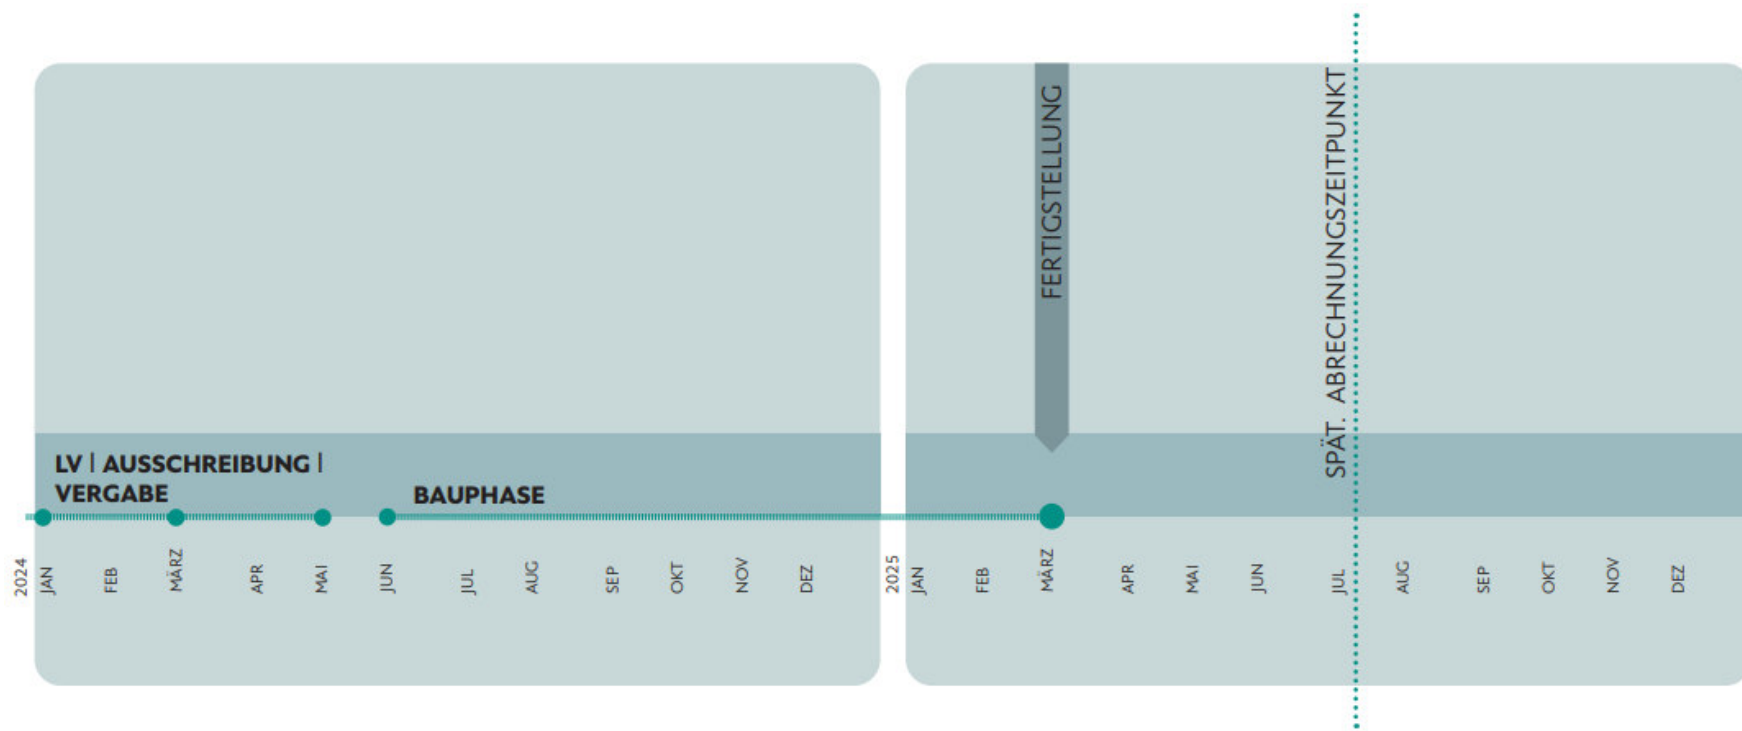 FERTIGSTELLUNG
SPÄT. ABRECHNUNGSZEITPUNKT
LV | AUSSCHREIBUNG |
VERGABE
BAUPHASE
2024
JAN
FEB
MÄRZ
APR
MAI
JUN
JUL
AUG
SEP
OKT
NOV
DEZ
2025
JAN
FEB
MÄRZ
APR
MAI
JUN
JUL
AUG
SEP
OKT
NOV
DEZ